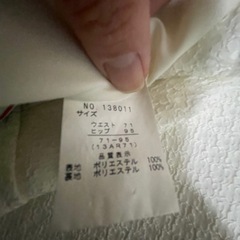 NO. 138011
サイズ
ウエスト 71
ヒップ 95
71-95
(13AR71)
品質表示
表地 ポリエステル 100%
裏地 ポリエステル 100%